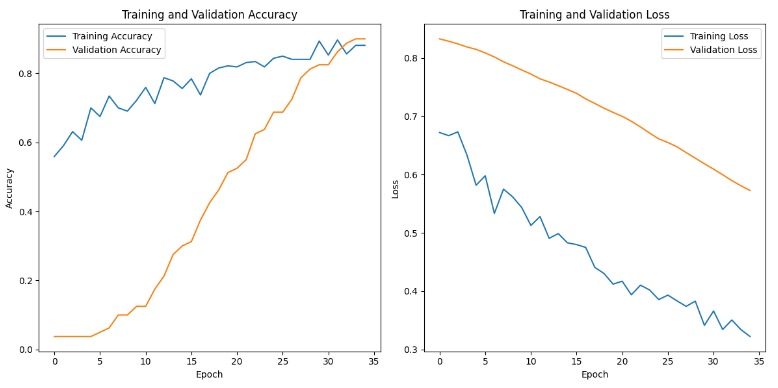 Training and Validation Accuracy
Training Accuracy
Validation Accuracy
0.8
0.6
0.4
0.2
0.0
Accuracy
0 5 10 15 20 25 30 35
Epoch
Training and Validation Loss
Training Loss
Validation Loss
0.8
0.7
0.6
0.5
0.4
0.3
Loss
0 5 10 15 20 25 30 35
Epoch